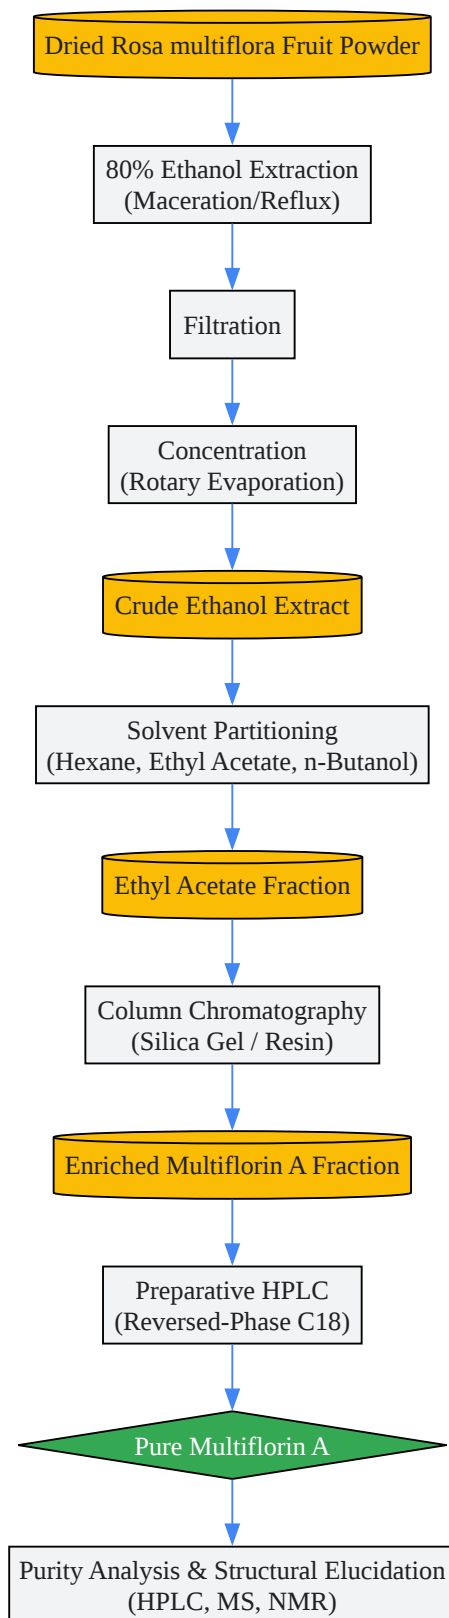 Dried Rosa multiflora Fruit Powder
80% Ethanol Extraction
(Maceration/Reflux)
Filtration
Concentration
(Rotary Evaporation)
Crude Ethanol Extract
Solvent Partitioning
(Hexane, Ethyl Acetate, n-Butanol)
Ethyl Acetate Fraction
Column Chromatography
(Silica Gel / Resin)
Enriched Multiflorin A Fraction
Preparative HPLC
(Reversed-Phase C18)
Pure Multiflorin A
Purity Analysis & Structural Elucidation
(HPLC, MS, NMR)